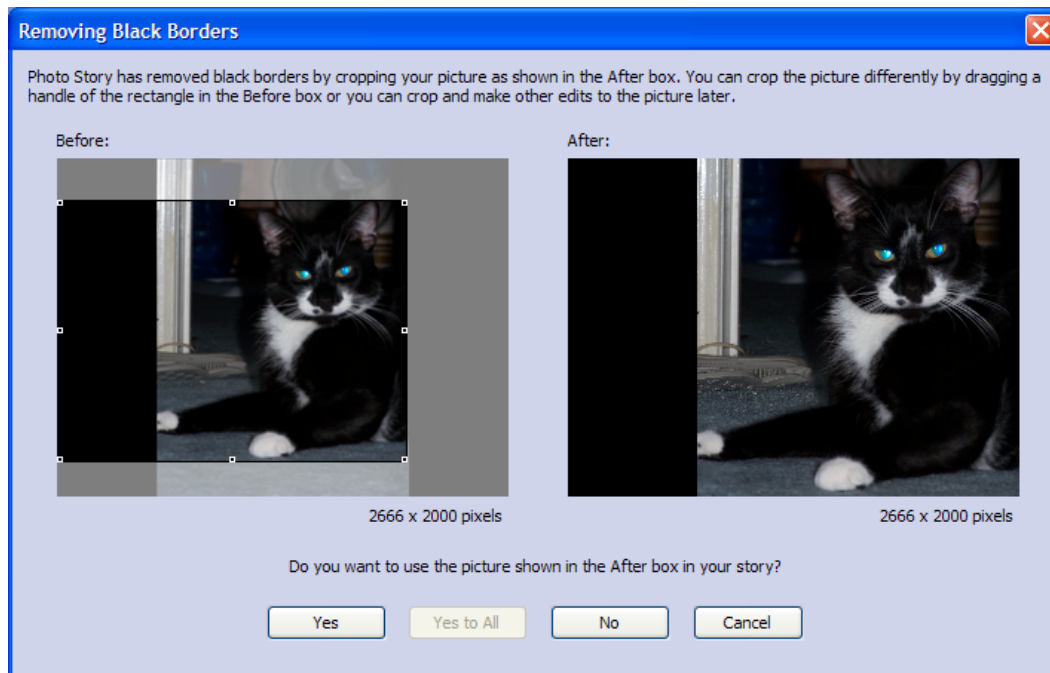 Removing Black Borders
Photo Story has removed black borders by cropping your picture as shown in the After box. You can crop the picture differently by dragging a
handle of the rectangle in the Before box or you can crop and make other edits to the picture later.
Before:
After:
2666 x 2000 pixels
2666 x 2000 pixels
Do you want to use the picture shown in the After box in your story?
Yes
Yes to All
No
Cancel